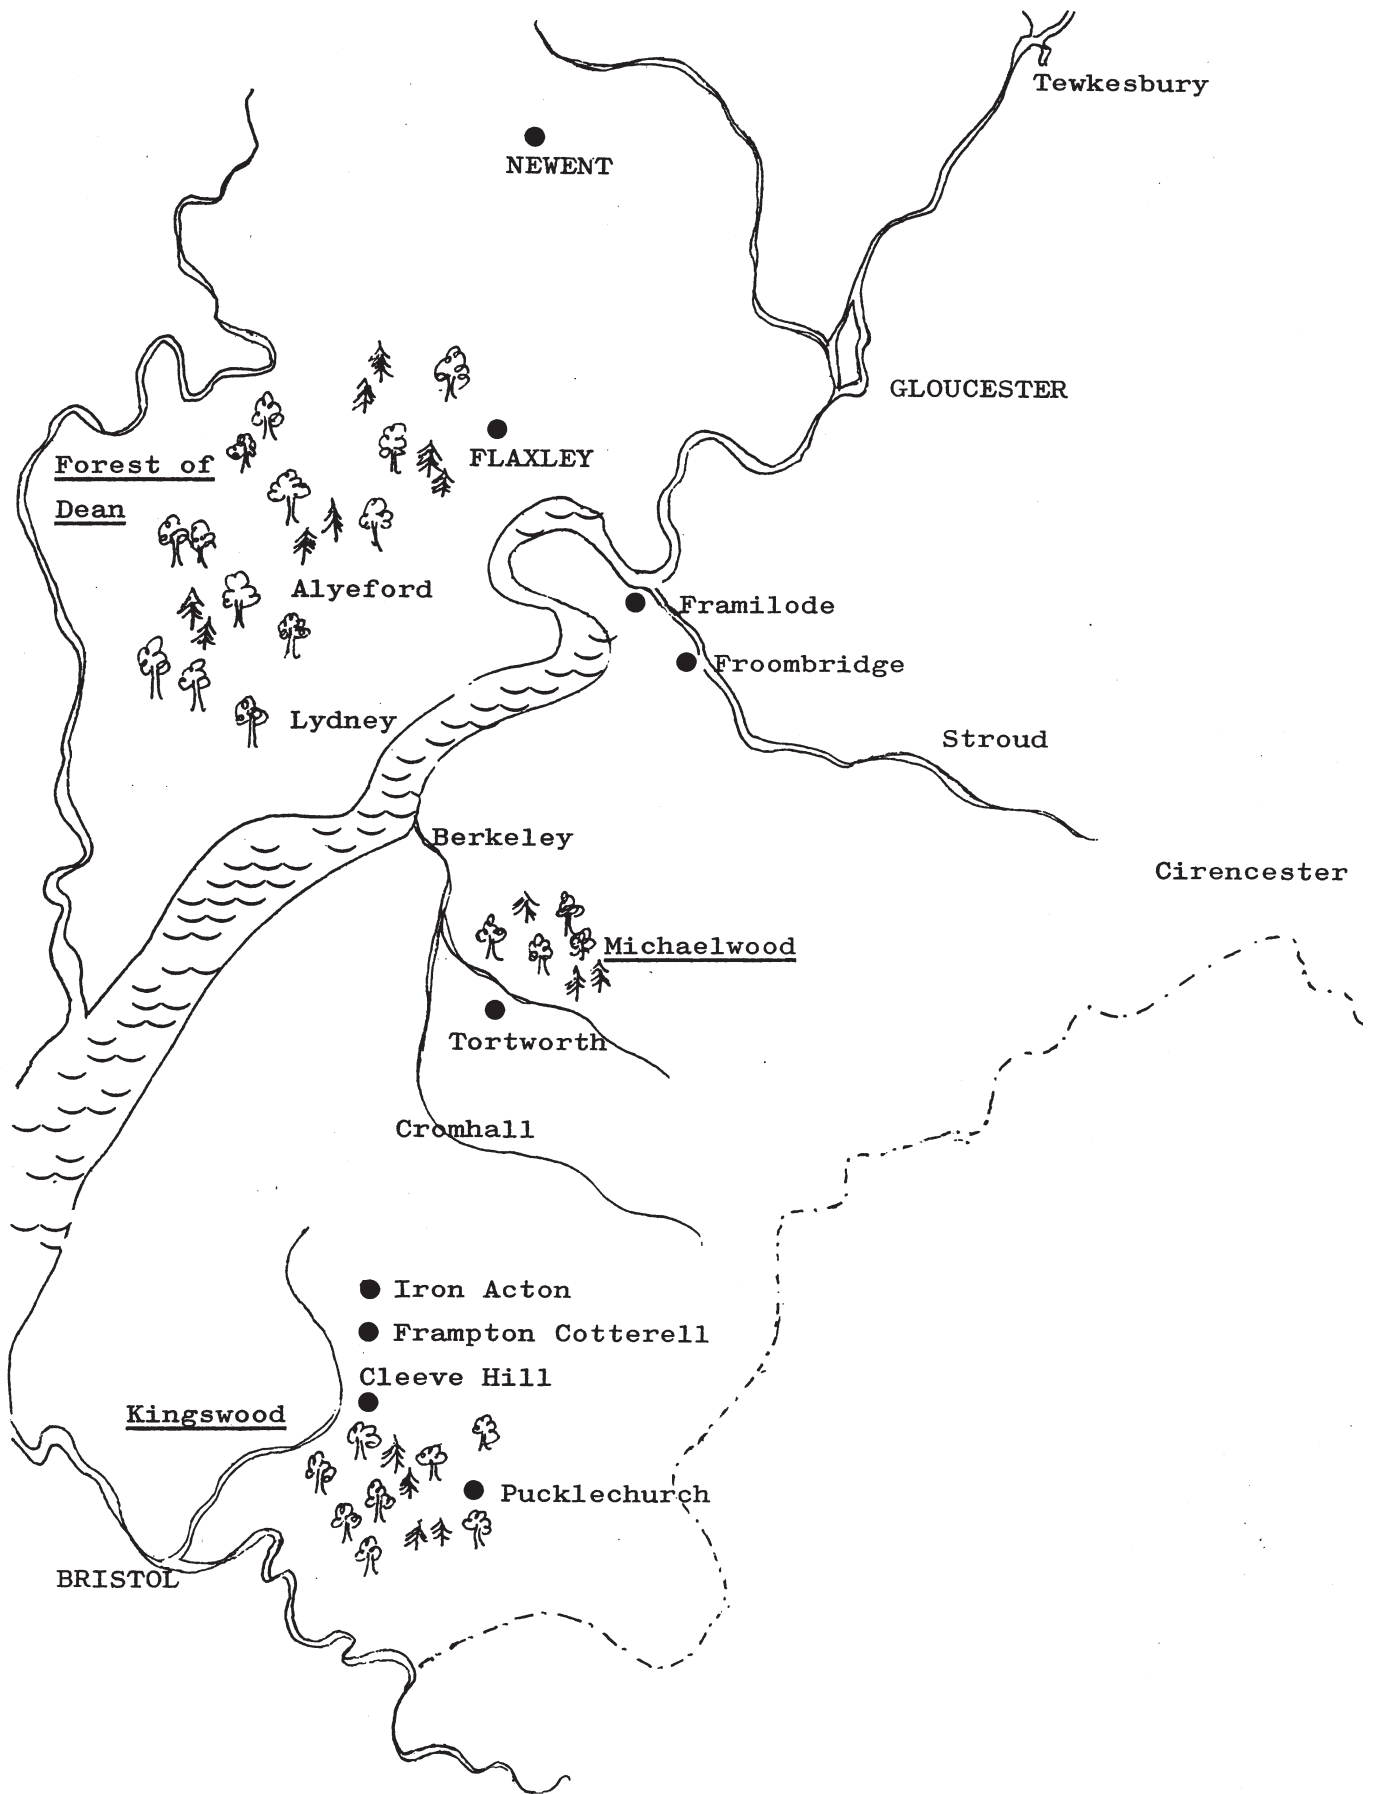 Tewkesbury
NEWENT
GLOUCESTER
FLAXLEY
Forest of
Dean
Alyeford
Framilode
Froombridge
Lydney
Stroud
Berkeley
Cirencester
Michaelwood
Tortworth
Cromhall
Iron Acton
Frampton Cotterell
Cleeve Hill
Kingswood
Pucklechurch
BRISTOL